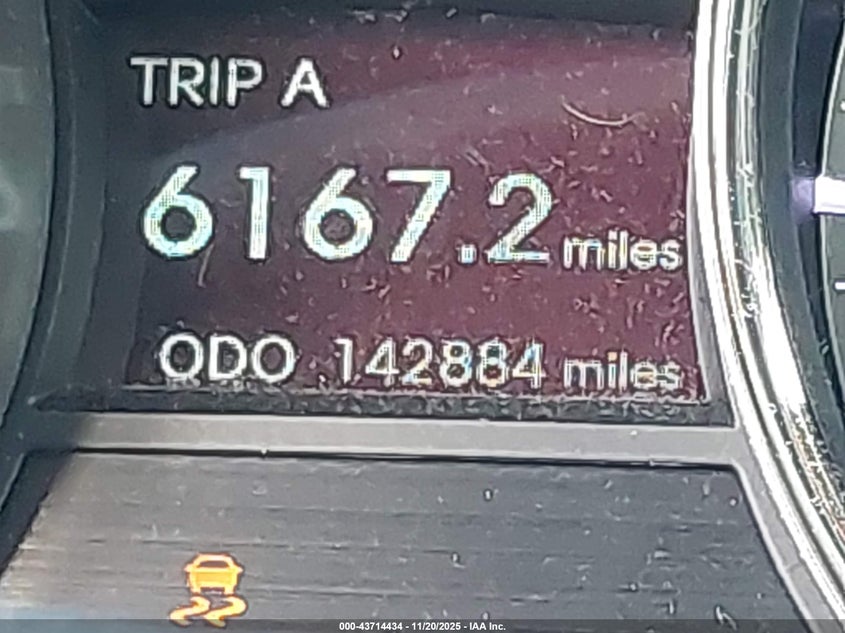 TRIP A
6167.2 miles
ODO 142884 miles
000-43714434 - 11/20/2025 - IAA Inc.